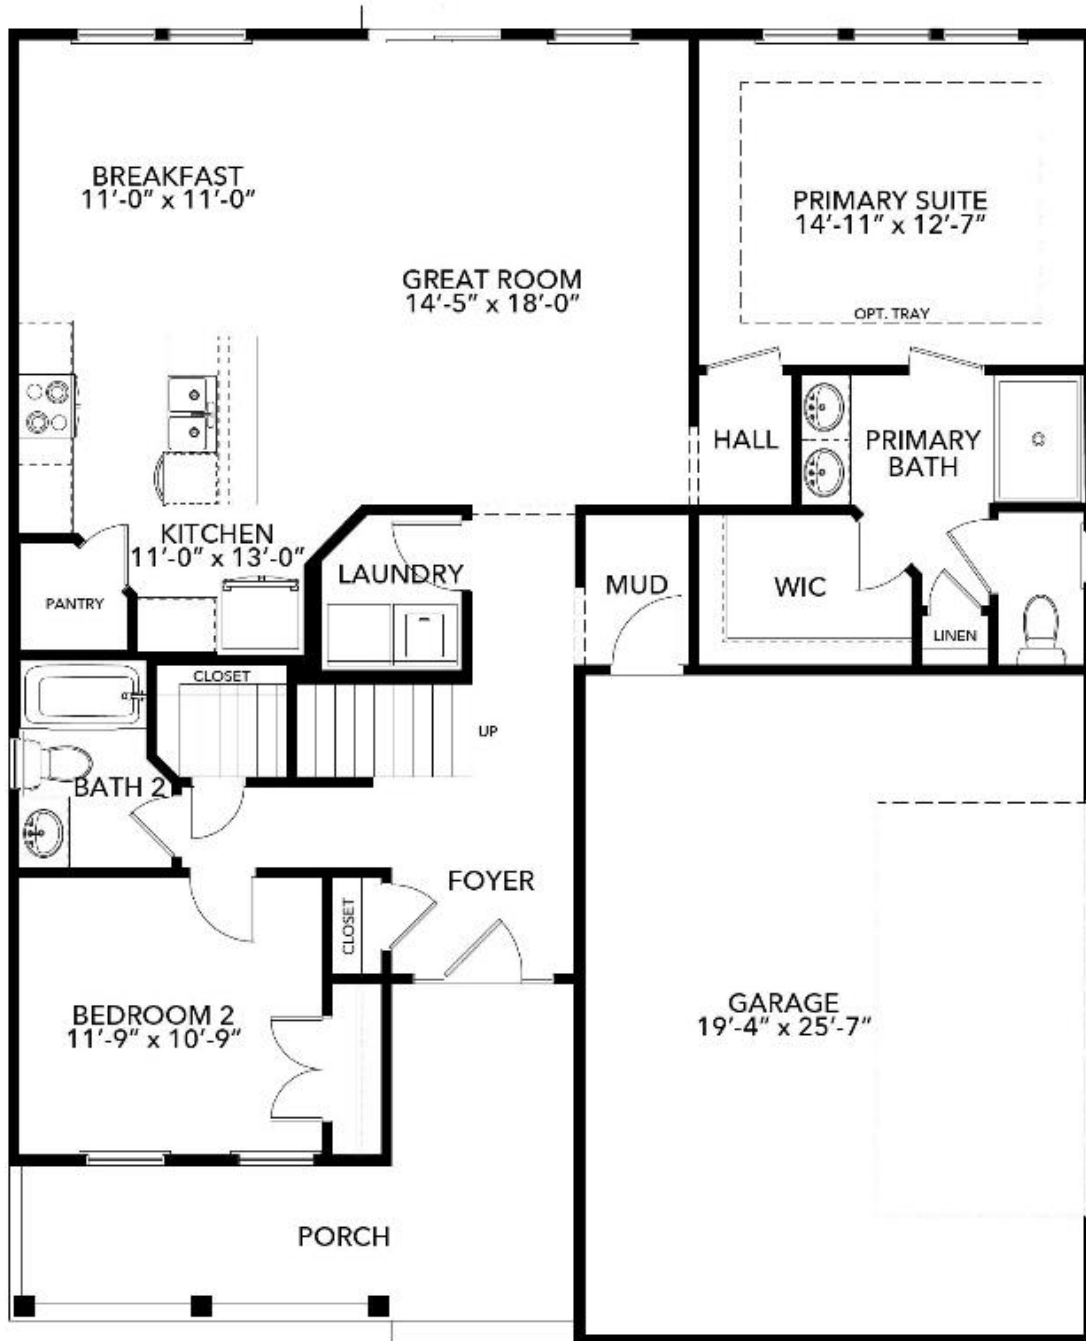 BREAKFAST
11'-0" x 11'-0"
PRIMARY SUITE
14'-11" x 12'-7"
GREAT ROOM
14'-5" x 18'-0"
OPT. TRAY
HALL
PRIMARY
BATH
KITCHEN
11'-0" x 13'-0"
LAUNDRY
MUD
WIC
PANTRY
LINEN
CLOSET
UP
BATH 2
FOYER
CLOSET
BEDROOM 2
11'-9" x 10'-9"
GARAGE
19'-4" x 25'-7"
PORCH